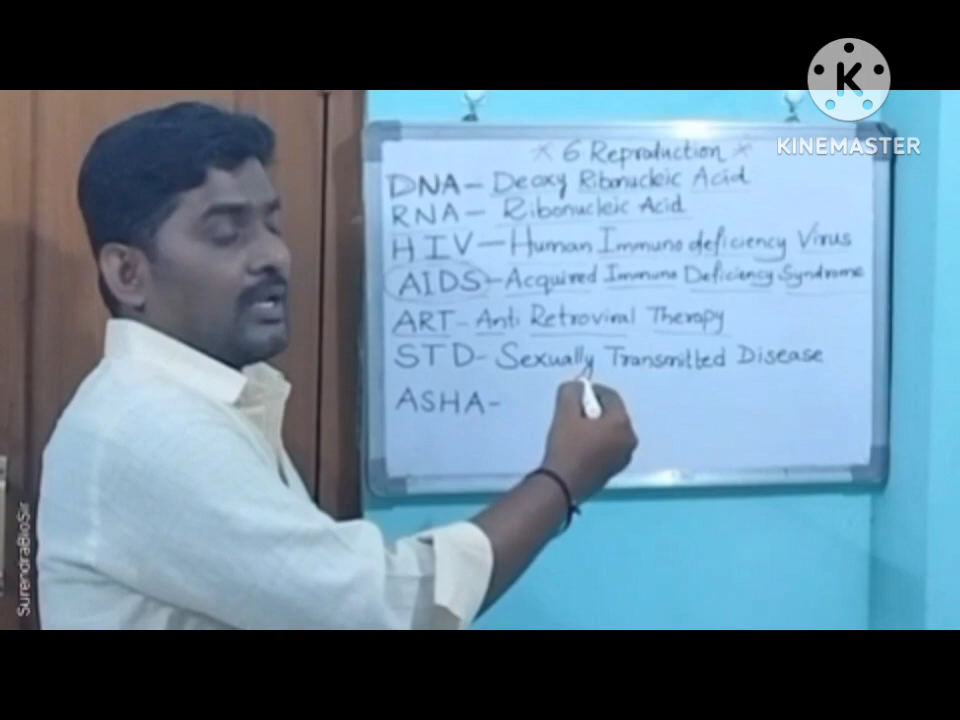 K
KINEMASTER
* 6 Reproduction *
DNA - Deoxy Ribonucleic Acid
RNA - Ribonucleic Acid
HIV - Human Immuno deficiency Virus
AIDS - Acquired Immuno Deficiency Syndrome
ART - Anti Retroviral Therapy
STD - Sexually Transmitted Disease
ASHA -
SurendraBioSir